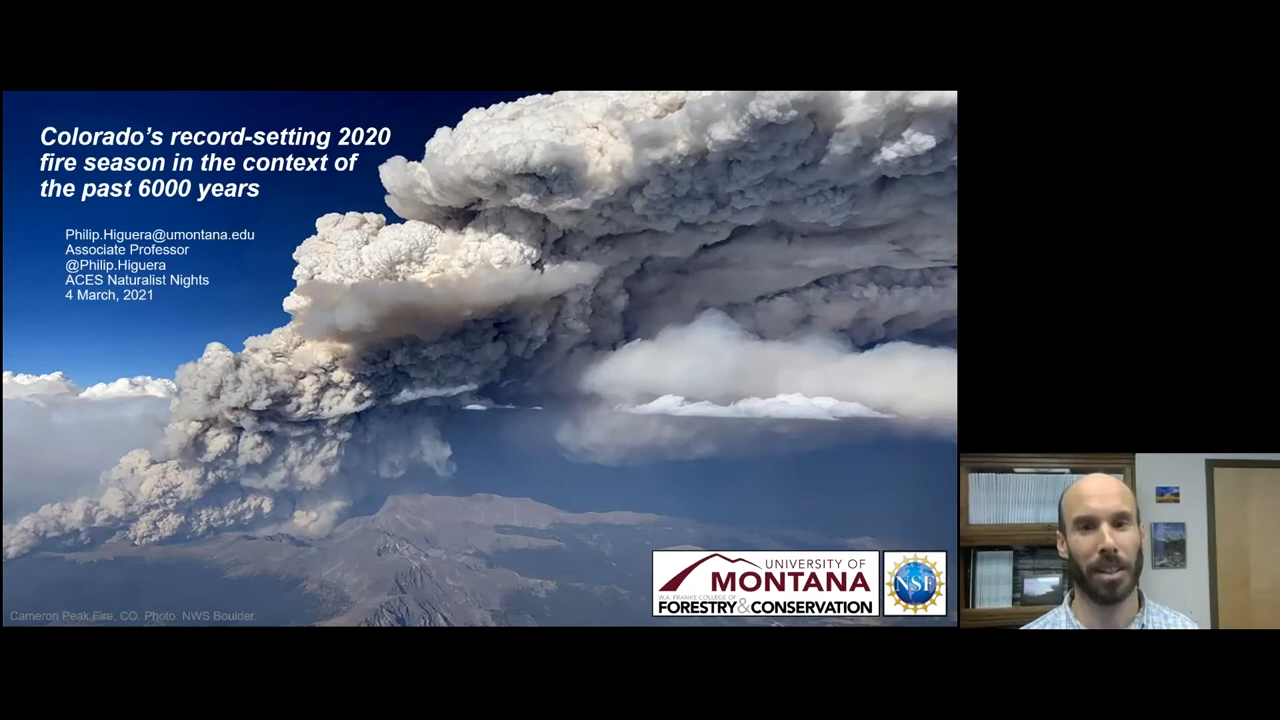 Colorado’s record-setting 2020
fire season in the context of
the past 6000 years
Philip.Higuera@umontana.edu
Associate Professor
@Philip.Higuera
ACES Naturalist Nights
4 March, 2021
UNIVERSITY OF
MONTANA
W.A. FRANKE COLLEGE OF
FORESTRY & CONSERVATION
NSF
Cameron Peak Fire, CO. Photo: NWS Boulder